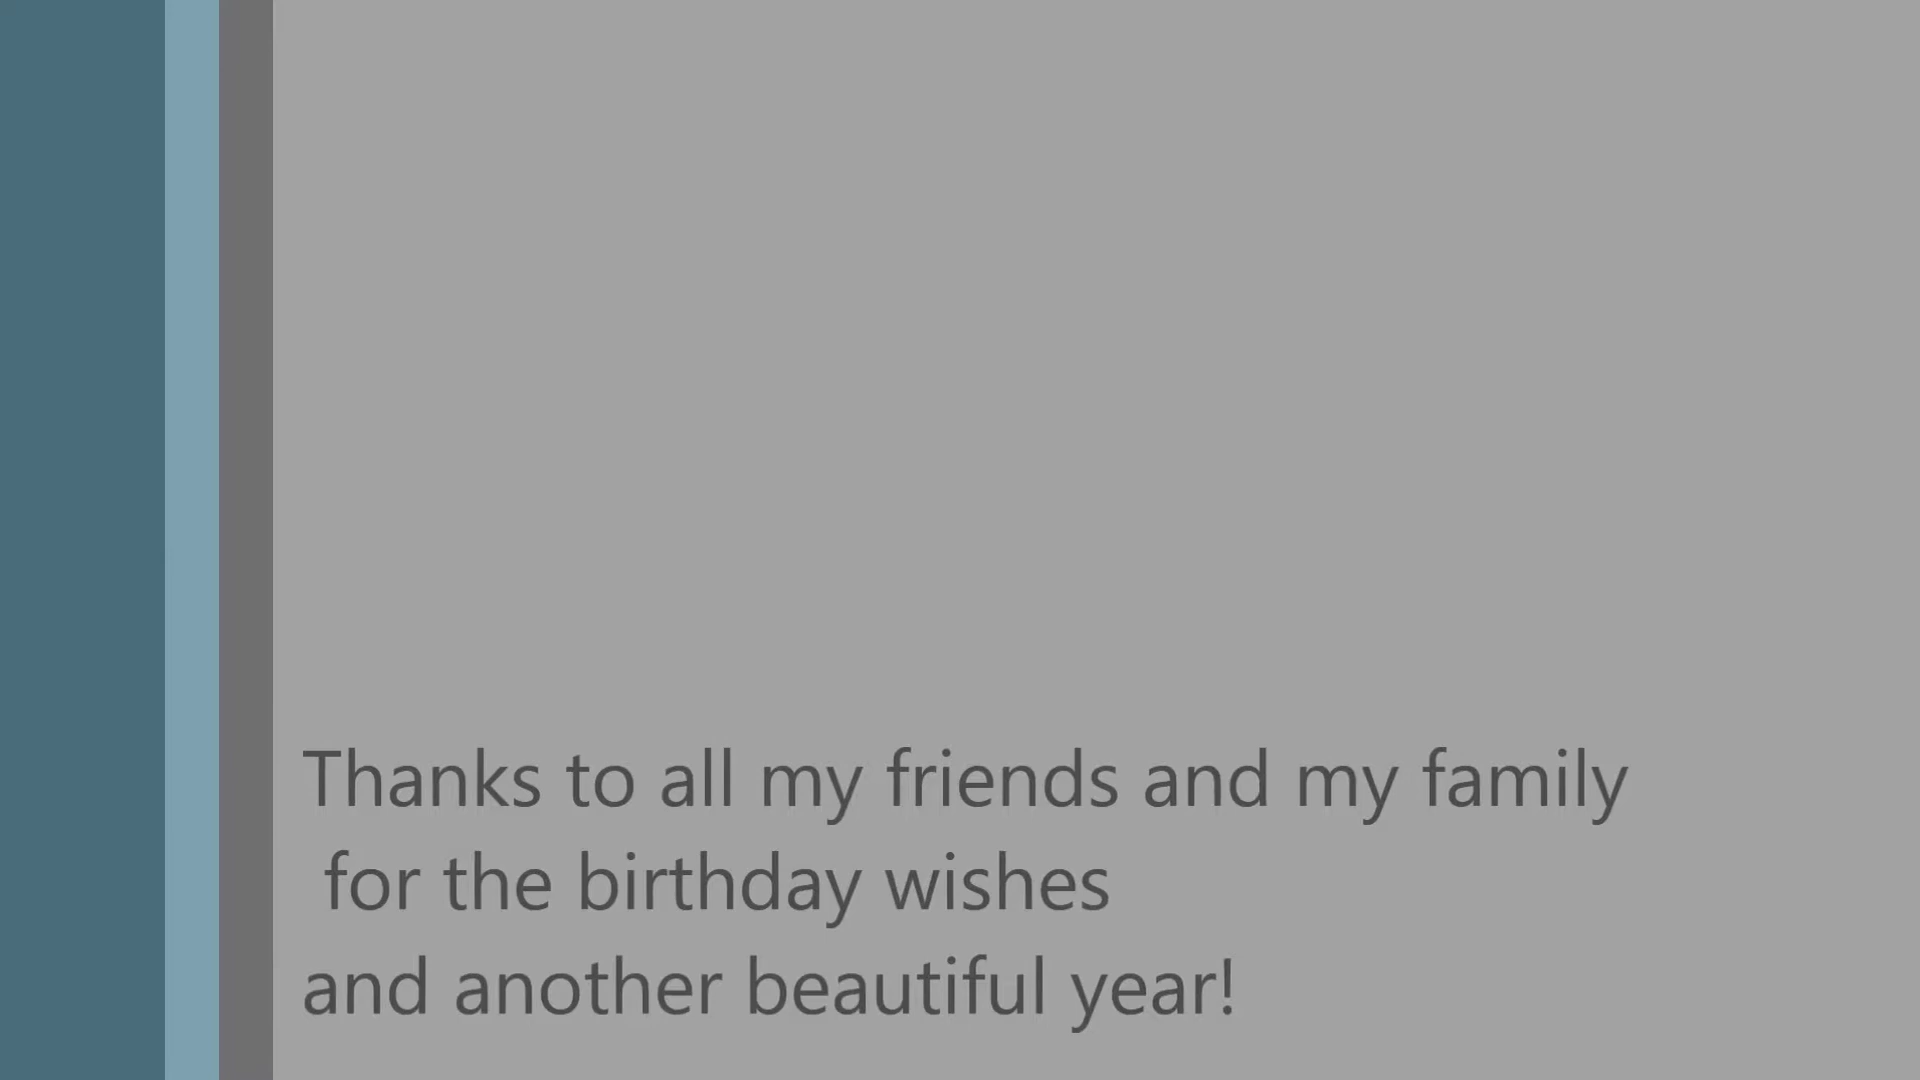 Thanks to all my friends and my family
for the birthday wishes
and another beautiful year!